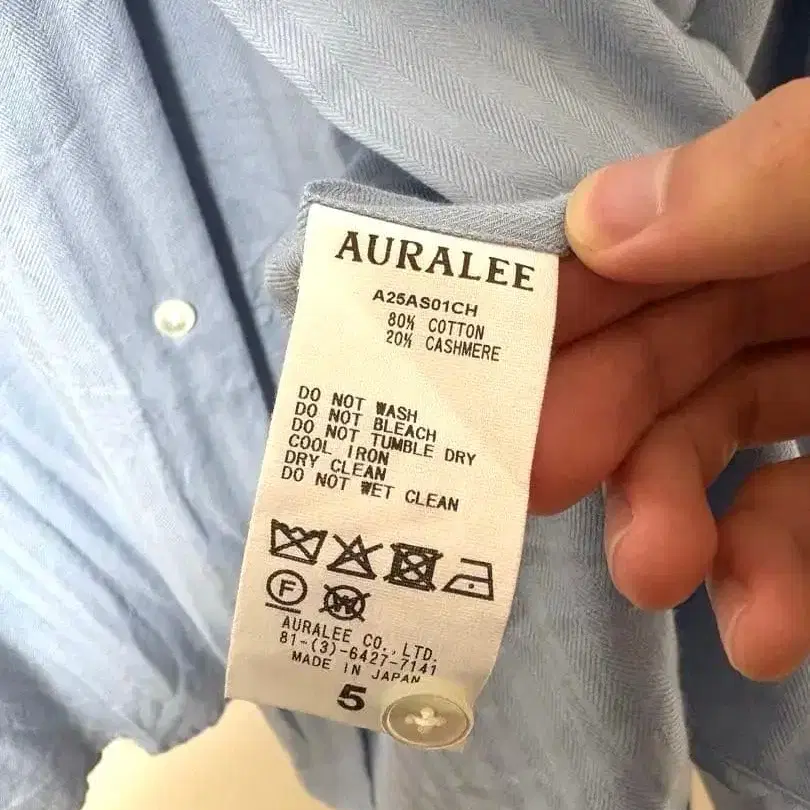 AURALEE
A25AS01CH
80% COTTON
20% CASHMERE
DO NOT WASH
DO NOT BLEACH
DO NOT TUMBLE DRY
COOL IRON
DRY CLEAN
DO NOT WET CLEAN
F W
AURALEE CO.,LTD.
81-(3)-6427-7141
MADE IN JAPAN
5